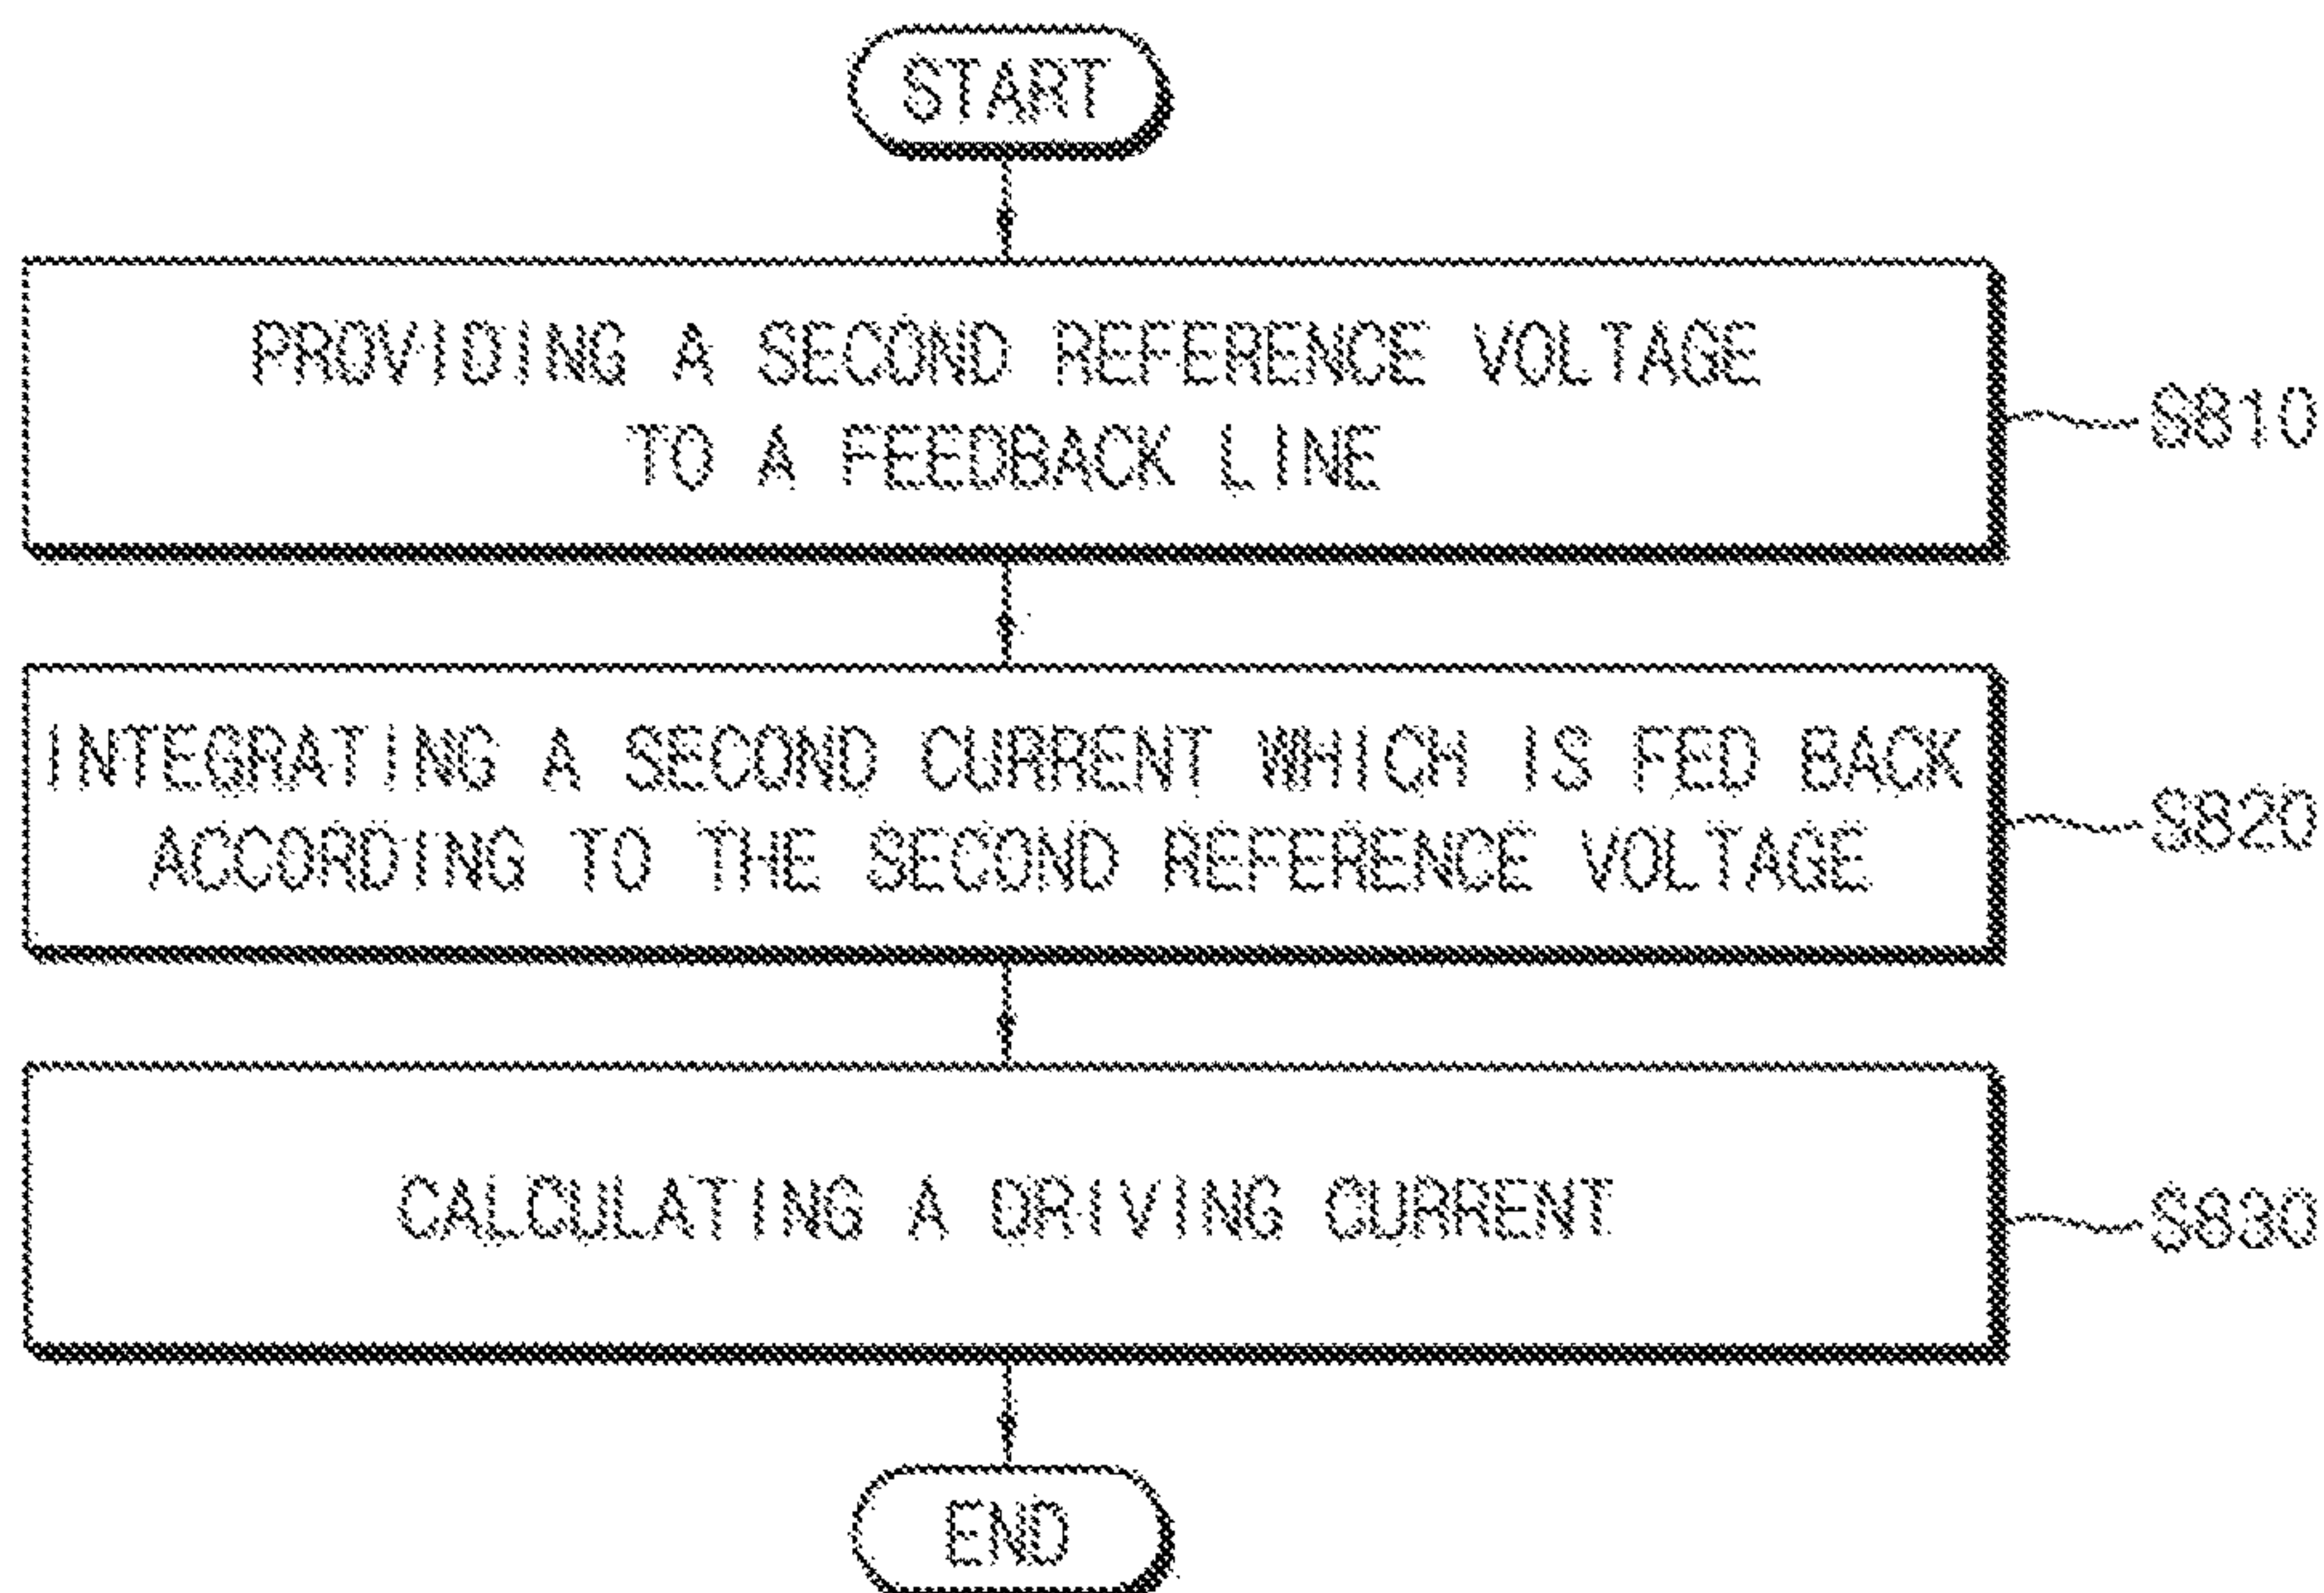 START
PROVIDING A SECOND REFERENCE VOLTAGE
TO A FEEDBACK LINE
S810
INTEGRATING A SECOND CURRENT WHICH IS FED BACK
ACCORDING TO THE SECOND REFERENCE VOLTAGE
S820
CALCULATING A DRIVING CURRENT
S830
END